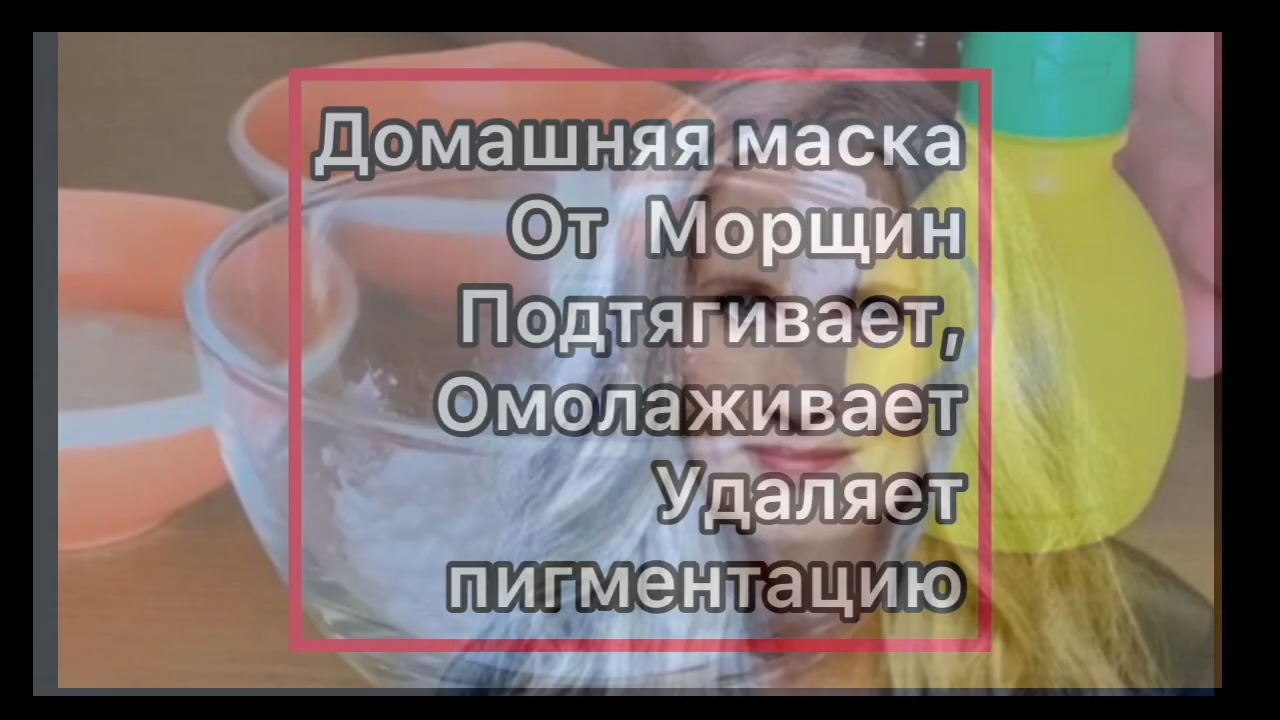 Домашняя маска
От Морщин
Подтягивает,
Омолаживает
Удаляет
пигментацию